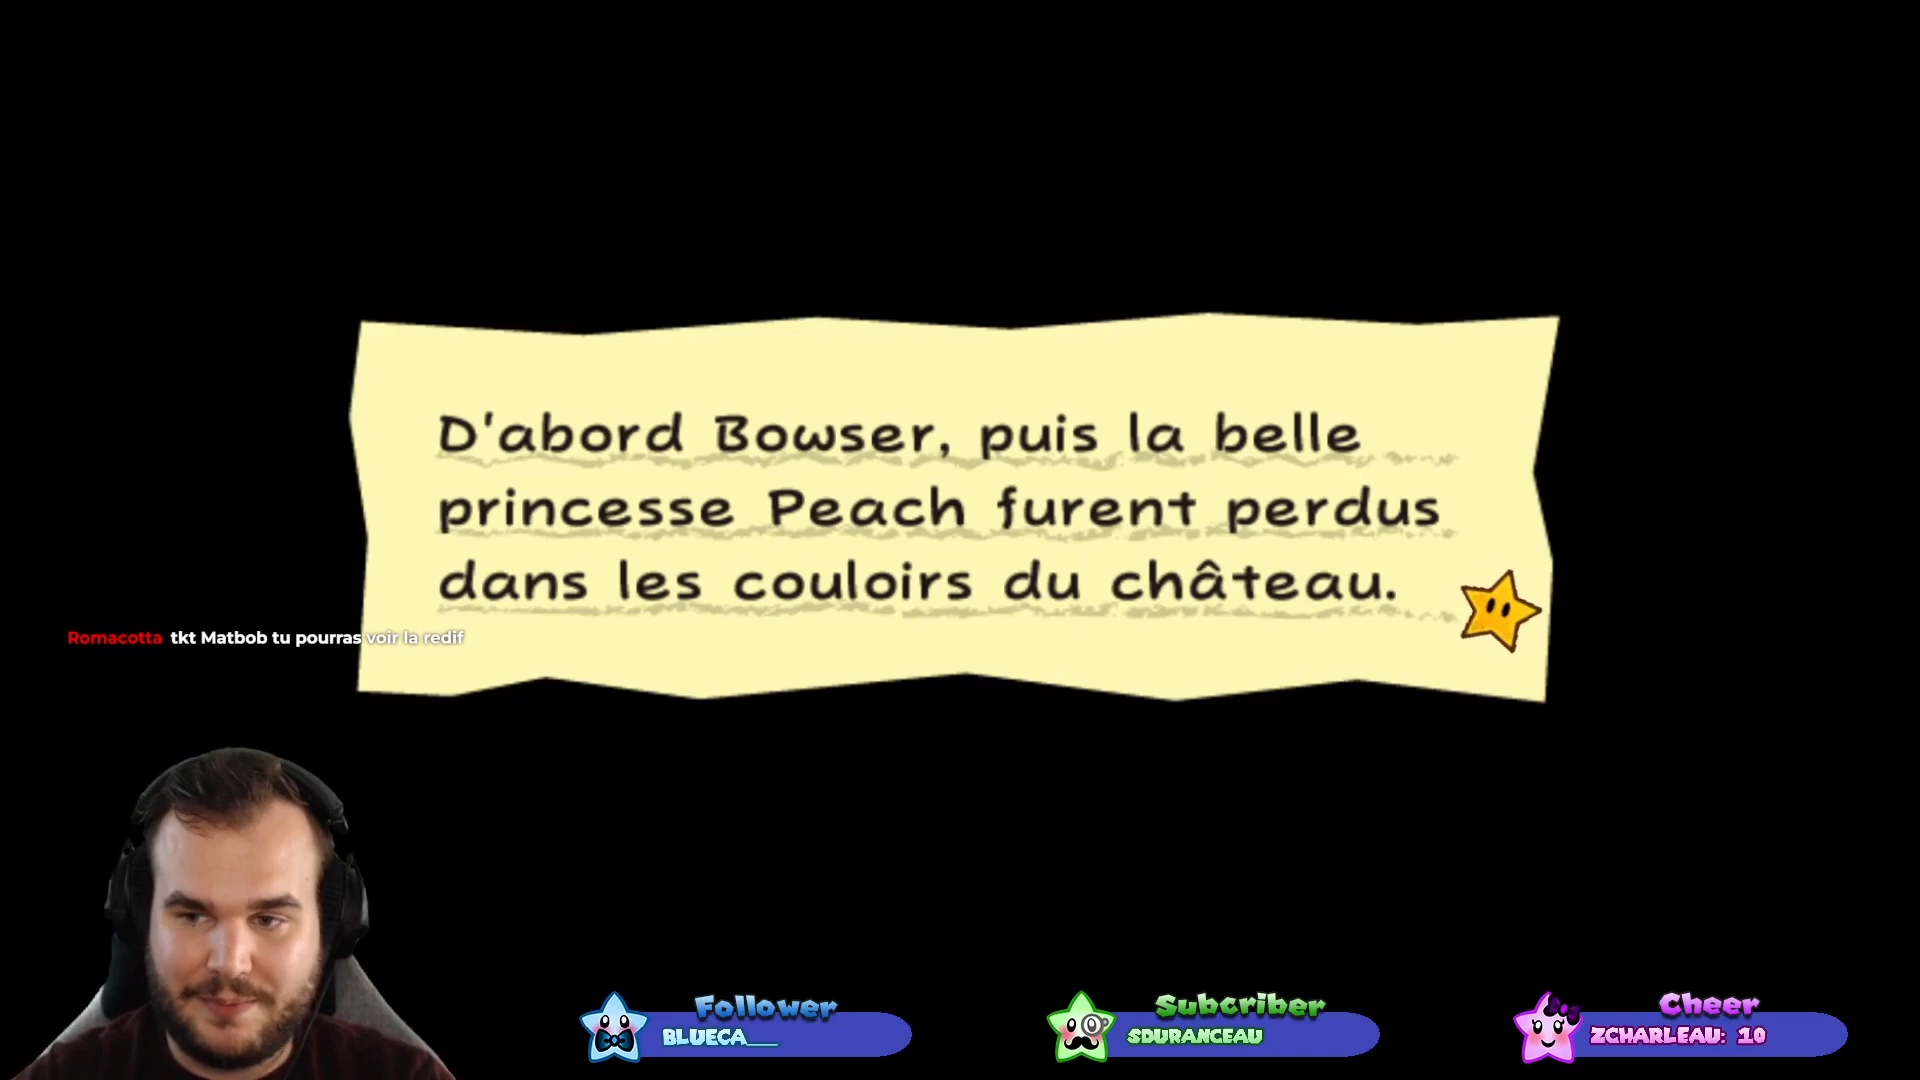 D'abord Bowser, puis la belle
princesse Peach furent perdus
dans les couloirs du château.
Romacotta tkt Matbob tu pourras voir la redif
Follower
BLUECA__
Subcriber
SDURANCEAU
Cheer
ZCHARLEAU: 10